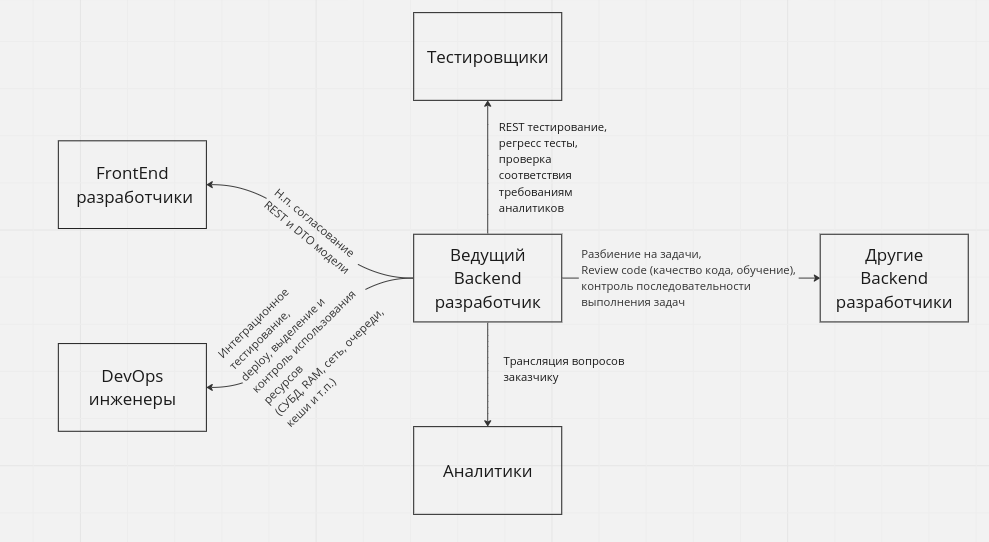 Тестировщики
REST тестирование,
регресс тесты,
проверка
соответствия
требованиям
аналитиков
FrontEnd
разработчики
Н.п. согласование
REST и DTO модели
Ведущий
Backend
разработчик
Разбиение на задачи,
Review code (качество кода, обучение),
контроль последовательности
выполнения задач
Другие
Backend
разработчики
Интеграционное
тестирование,
deploy, выделение и
контроль использования
ресурсов
(СУБД, RAM, сеть, очереди,
кеши и т.п.)
DevOps
инженеры
Трансляция вопросов
заказчику
Аналитики